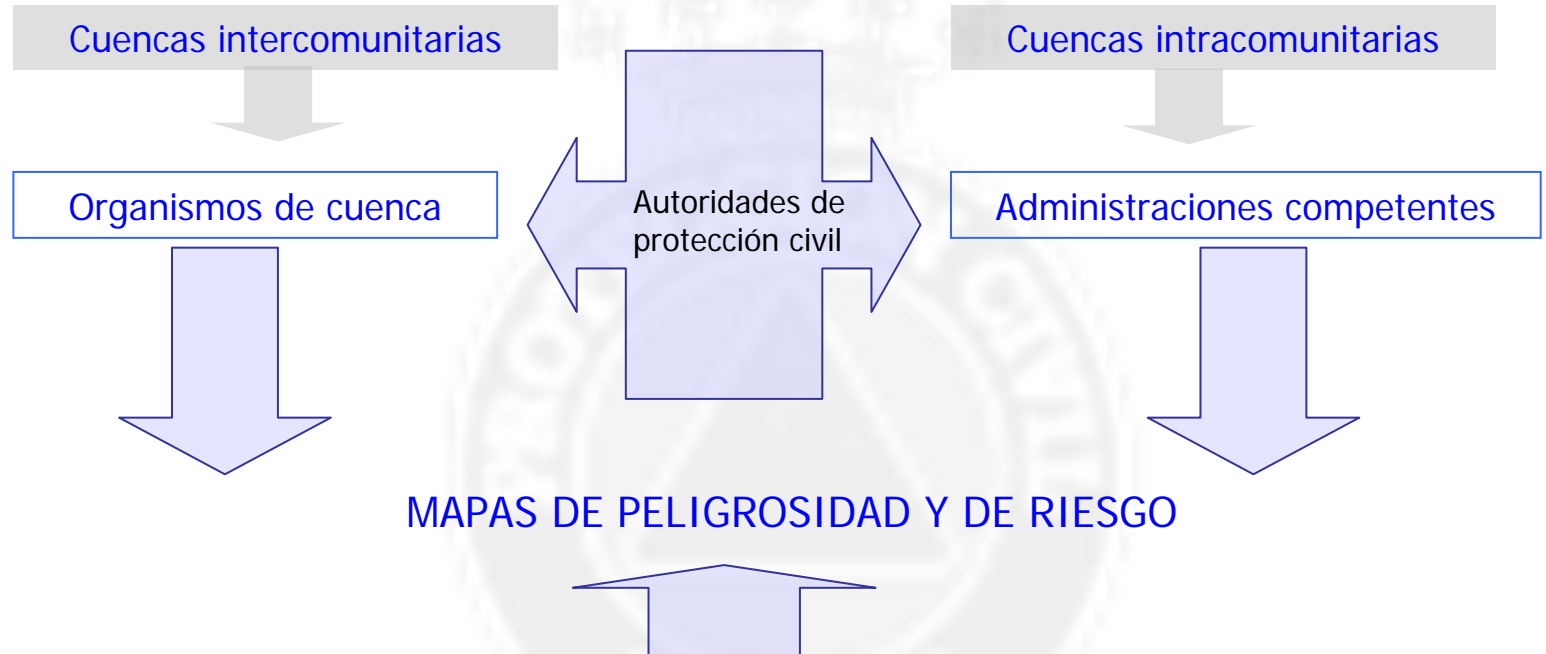 Cuencas intercomunitarias
Cuencas intracomunitarias
Organismos de cuenca
Autoridades de
protección civil
Administraciones competentes
MAPAS DE PELIGROSIDAD Y DE RIESGO